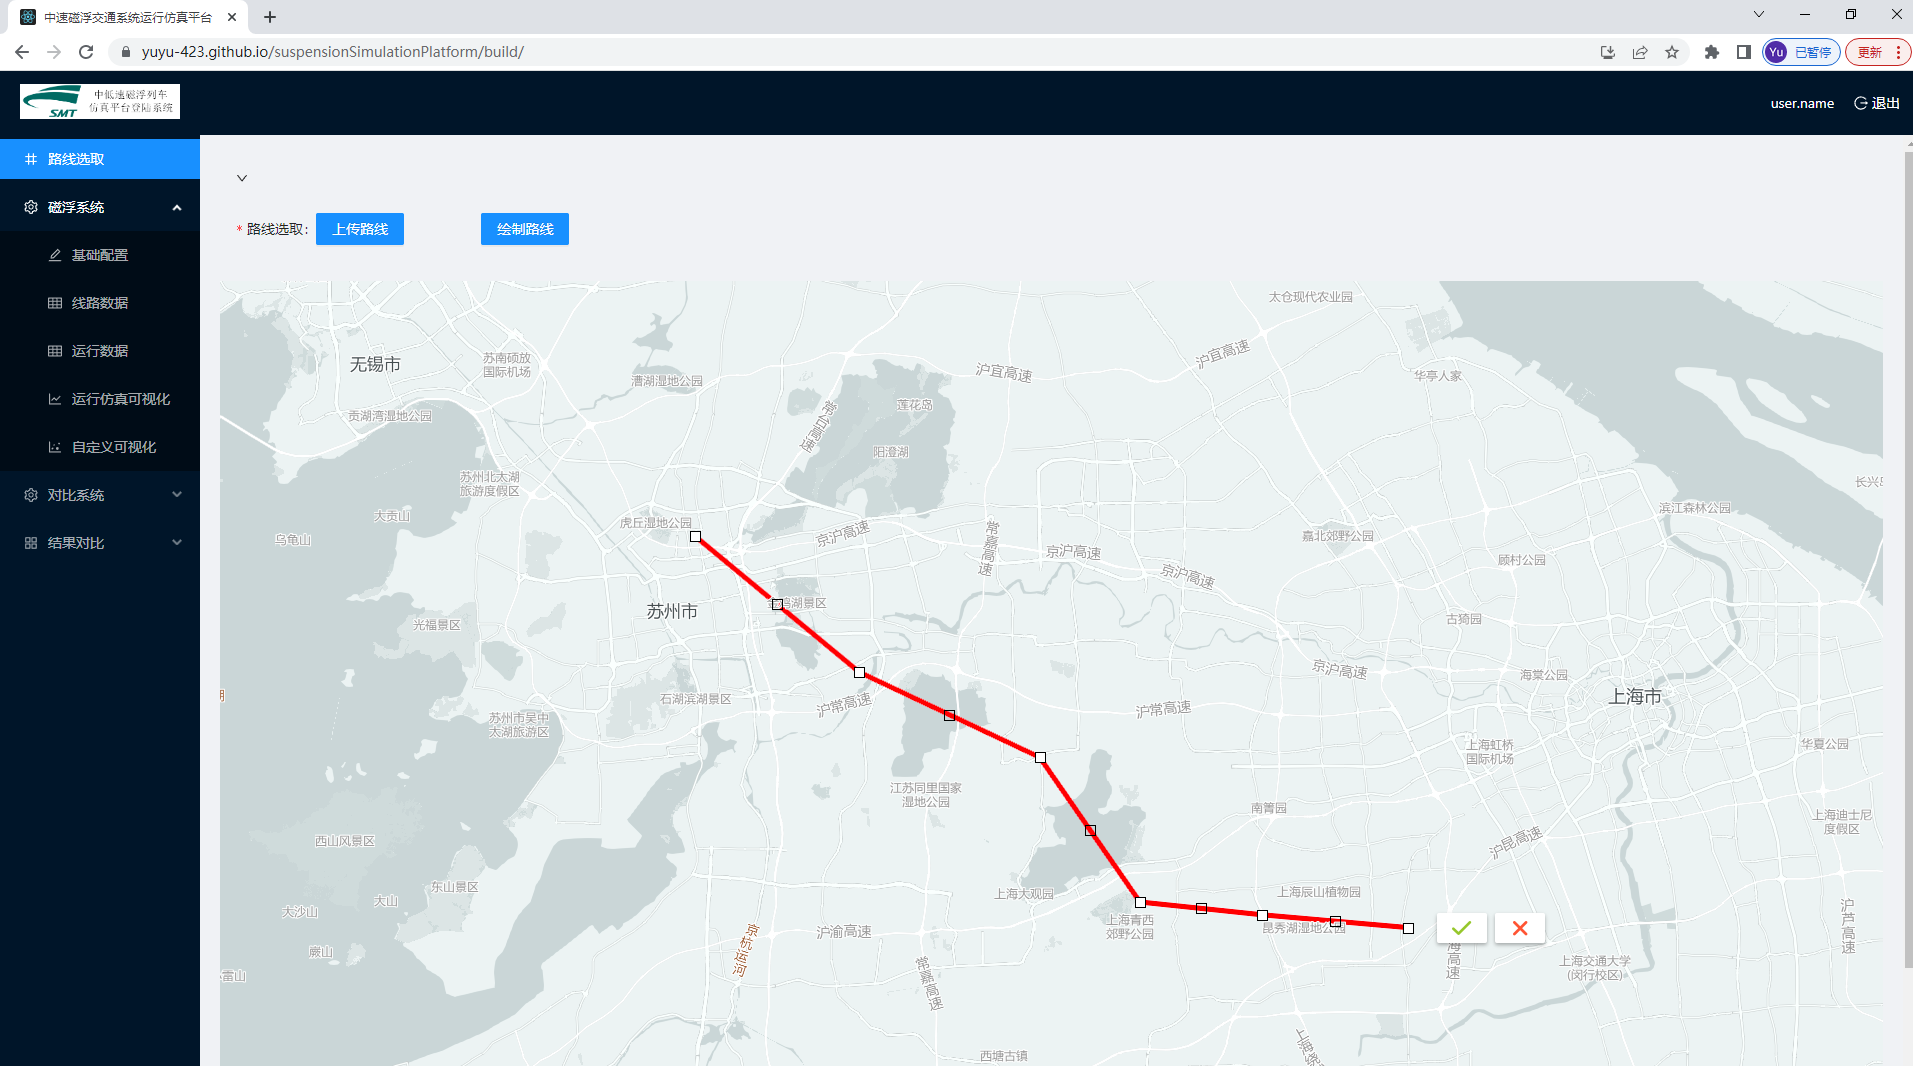 中速磁浮交通系统运行仿真平台
yuyu-423.github.io/suspensionSimulationPlatform/build/
Yu 已暂停
更新
SMT
中低速磁浮列车
仿真平台登陆系统
user.name
退出
路线选取
磁浮系统
基础配置
线路数据
运行数据
运行仿真可视化
自定义可视化
对比系统
结果对比
* 路线选取:
上传路线
绘制路线
太仓现代农业园
无锡市
苏南硕放
国际机场
漕湖湿地公园
沪宜高速
沪宜高速
华亭人家
贡湖湾湿地公园
常台高速
莲花岛
阳澄湖
苏州北太湖
旅游度假区
长兴岛
大贡山
虎丘湿地公园
滨江森林公园
乌龟山
京沪高速
常嘉高速
京沪高速
嘉北郊野公园
京沪高速
顾村公园
苏州市
金鸡湖景区
光福景区
古猗园
京沪高速
海棠公园
石湖滨湖景区
沪常高速
沪常高速
上海市
苏州市吴中
太湖旅游区
上海虹桥
国际机场
华夏公园
江苏同里国家
湿地公园
南箐园
上海迪士尼
度假区
西山风景区
沪昆高速
东山景区
上海大观园
上海辰山植物园
大山
大沙山
上海青西
郊野公园
昆秀湖湿地公园
沪芦高速
京杭运河
沪渝高速
蕨山
海高速
上海交通大学
(闵行校区)
雷山
常嘉高速
西塘古镇
上海绕